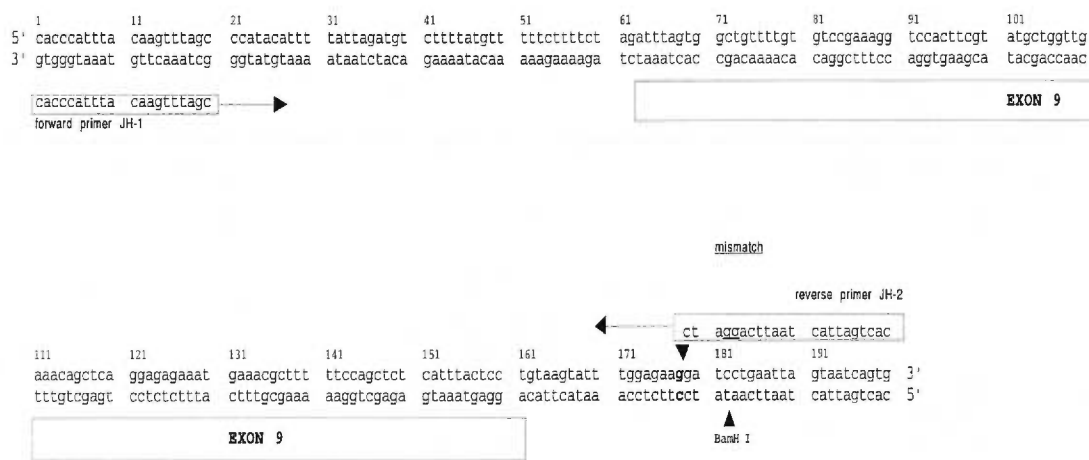 1 11 21 31 41 51 61 71 81 91 101
5' cacccattta caagtttagc ccatacattt tattagatgt cttttatgtt tttcttttct agatttagtg gctgttttgt gtccgaaagg tccacttcgt atgctggttg
3' gtgggtaaat gttcaaatcg ggtatgtaaa ataatctaca gaaaatacaa aaagaaaaga tctaaatcac cgacaaaaca caggctttcc aggtgaagca tacgaccaac
cacccattta caagtttagc
forward primer JH-1
EXON 9
mismatch
reverse primer JH-2
ct aggacttaat cattagtcac
111 121 131 141 151 161 171 181 191
aaacagctca ggagagaaat gaaacgcttt ttccagctct catttactcc tgtaagtatt tggagaagga tcctgaatta gtaatcagtg 3'
tttgtcgagt cctctcttta ctttgcgaaa aaggtcgaga gtaaatgagg acattcataa acctcttcct ataacttaat cattagtcac 5'
BamH I
EXON 9